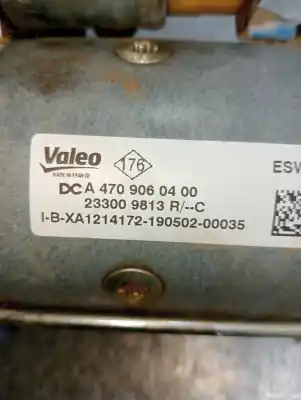 Valeo
MADE IN FRANCE
176
ESW
DC A 470 906 04 00
23300 9813 R/--C
I-B-XA1214172-190502-00035